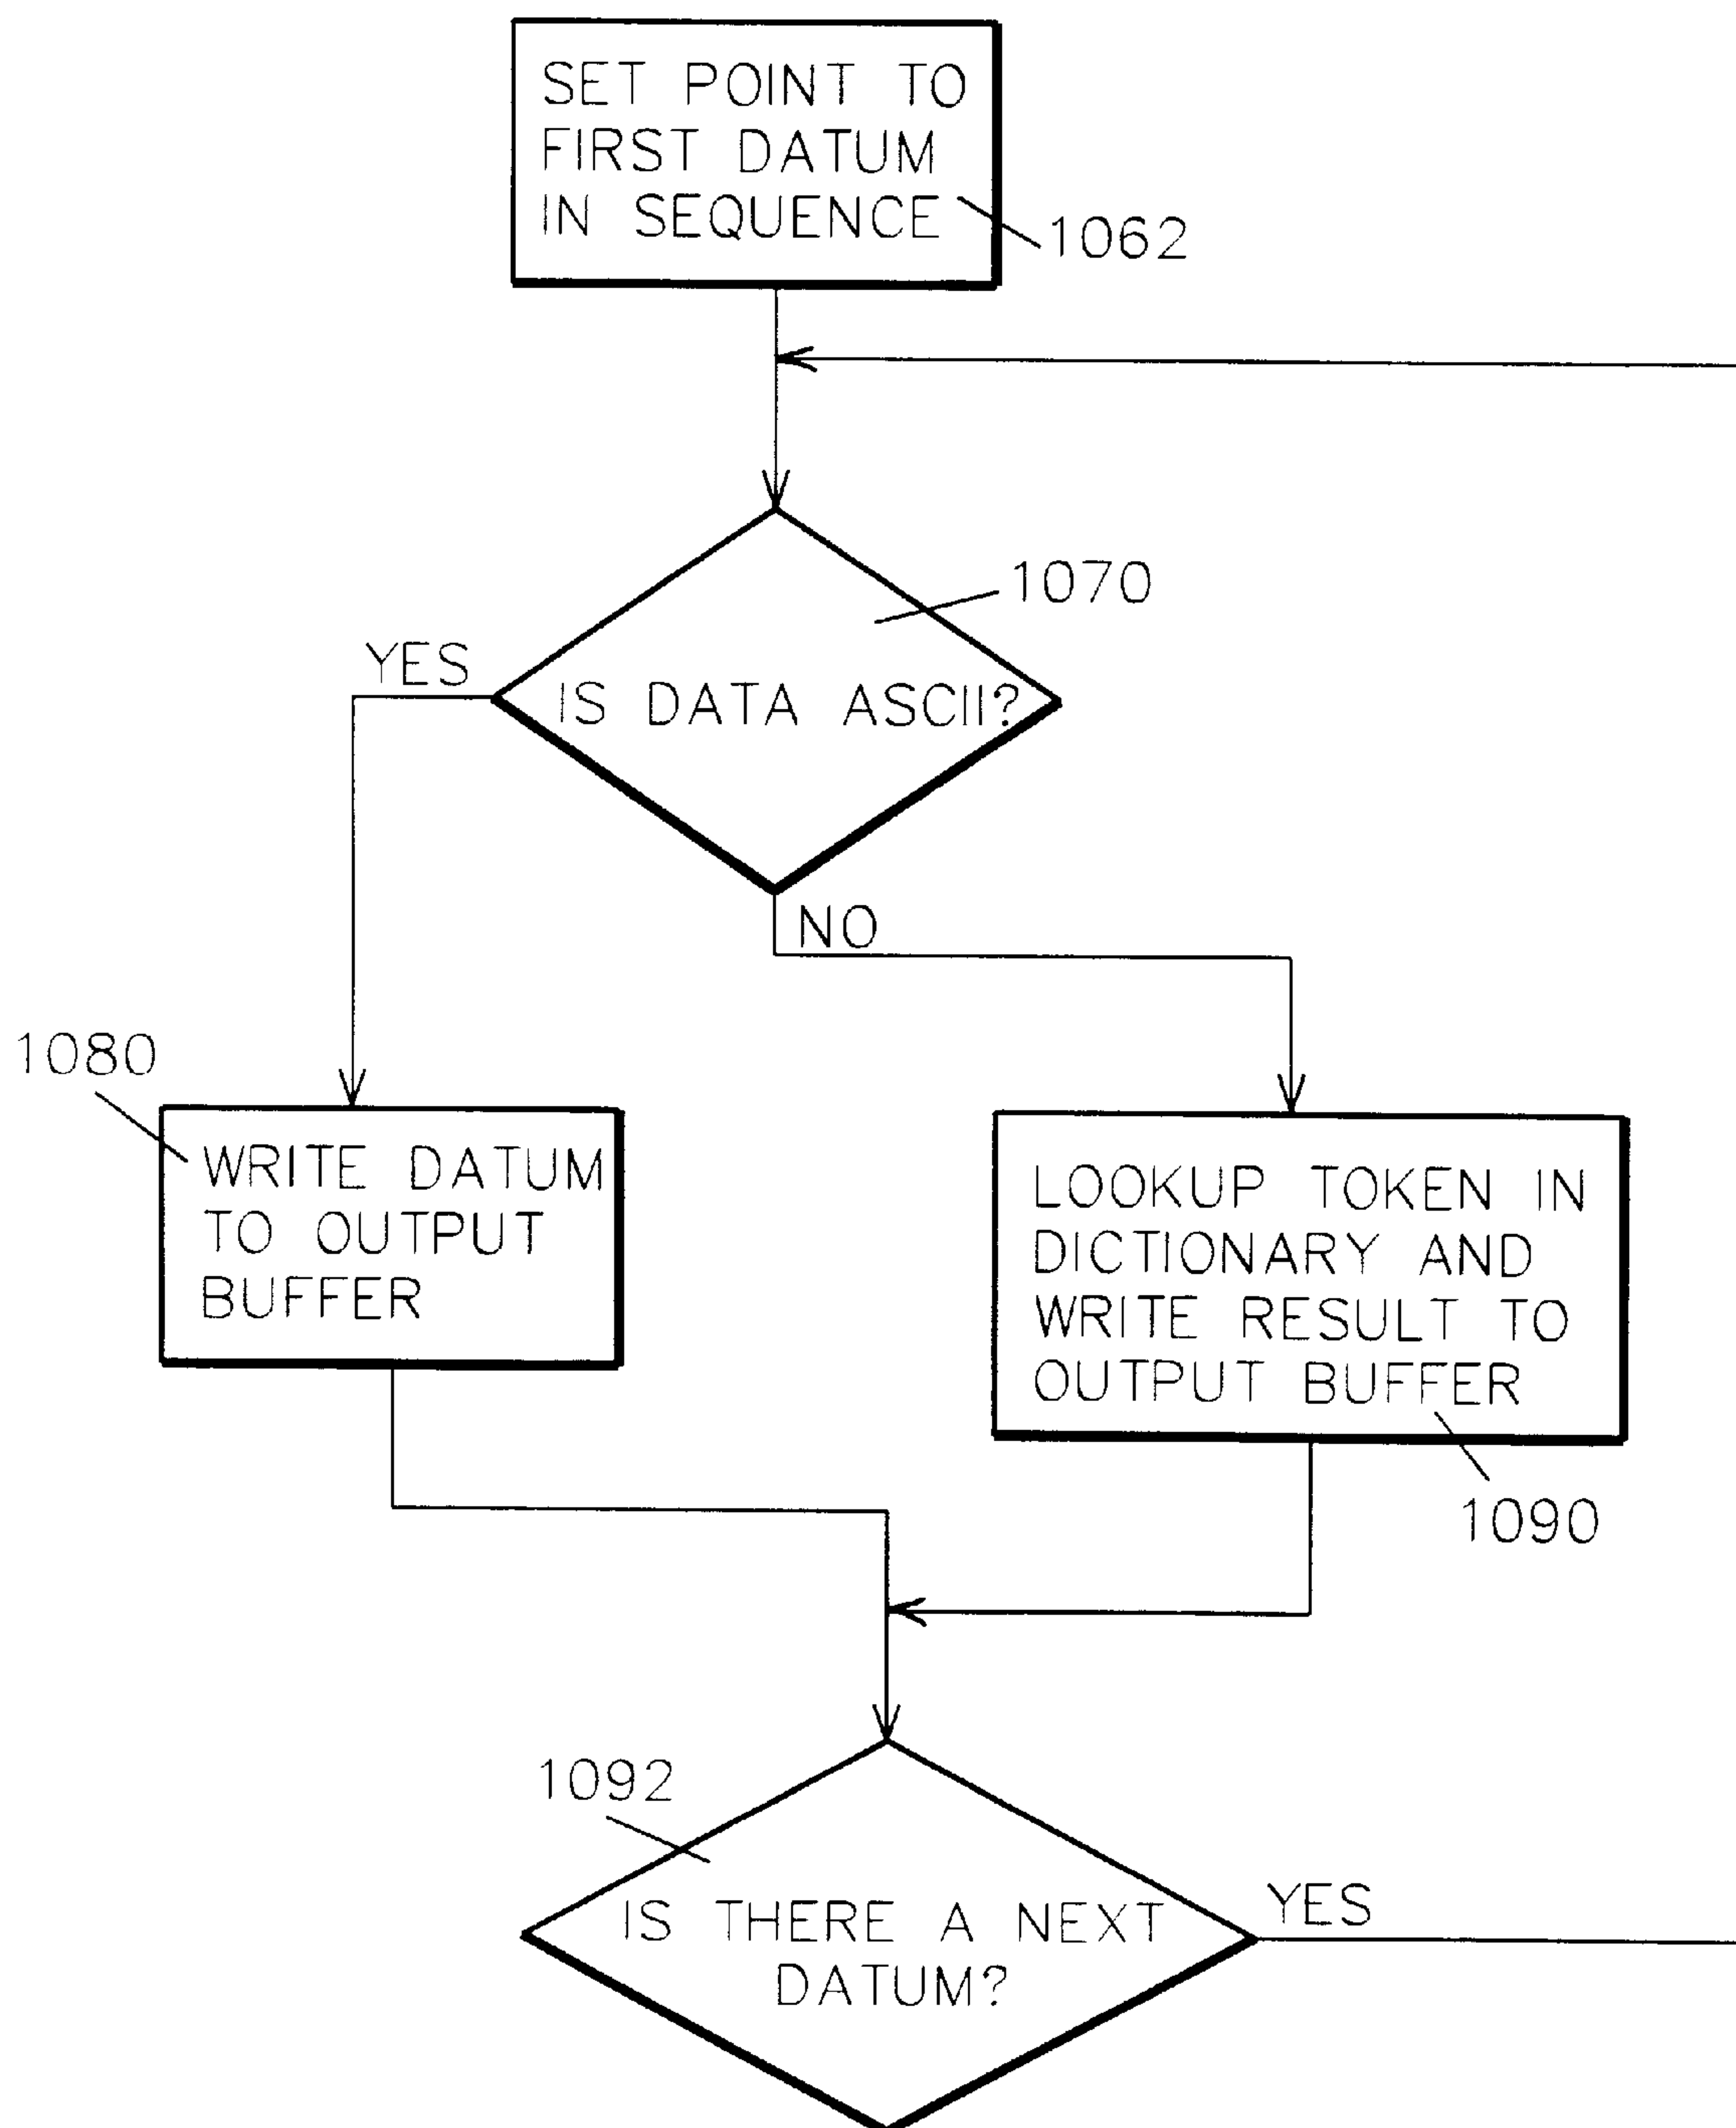 SET POINT TO
FIRST DATUM
IN SEQUENCE
1062
1070
YES
IS DATA ASCII?
NO
1080
WRITE DATUM
TO OUTPUT
BUFFER
LOOKUP TOKEN IN
DICTIONARY AND
WRITE RESULT TO
OUTPUT BUFFER
1090
1092
IS THERE A NEXT
DATUM?
YES